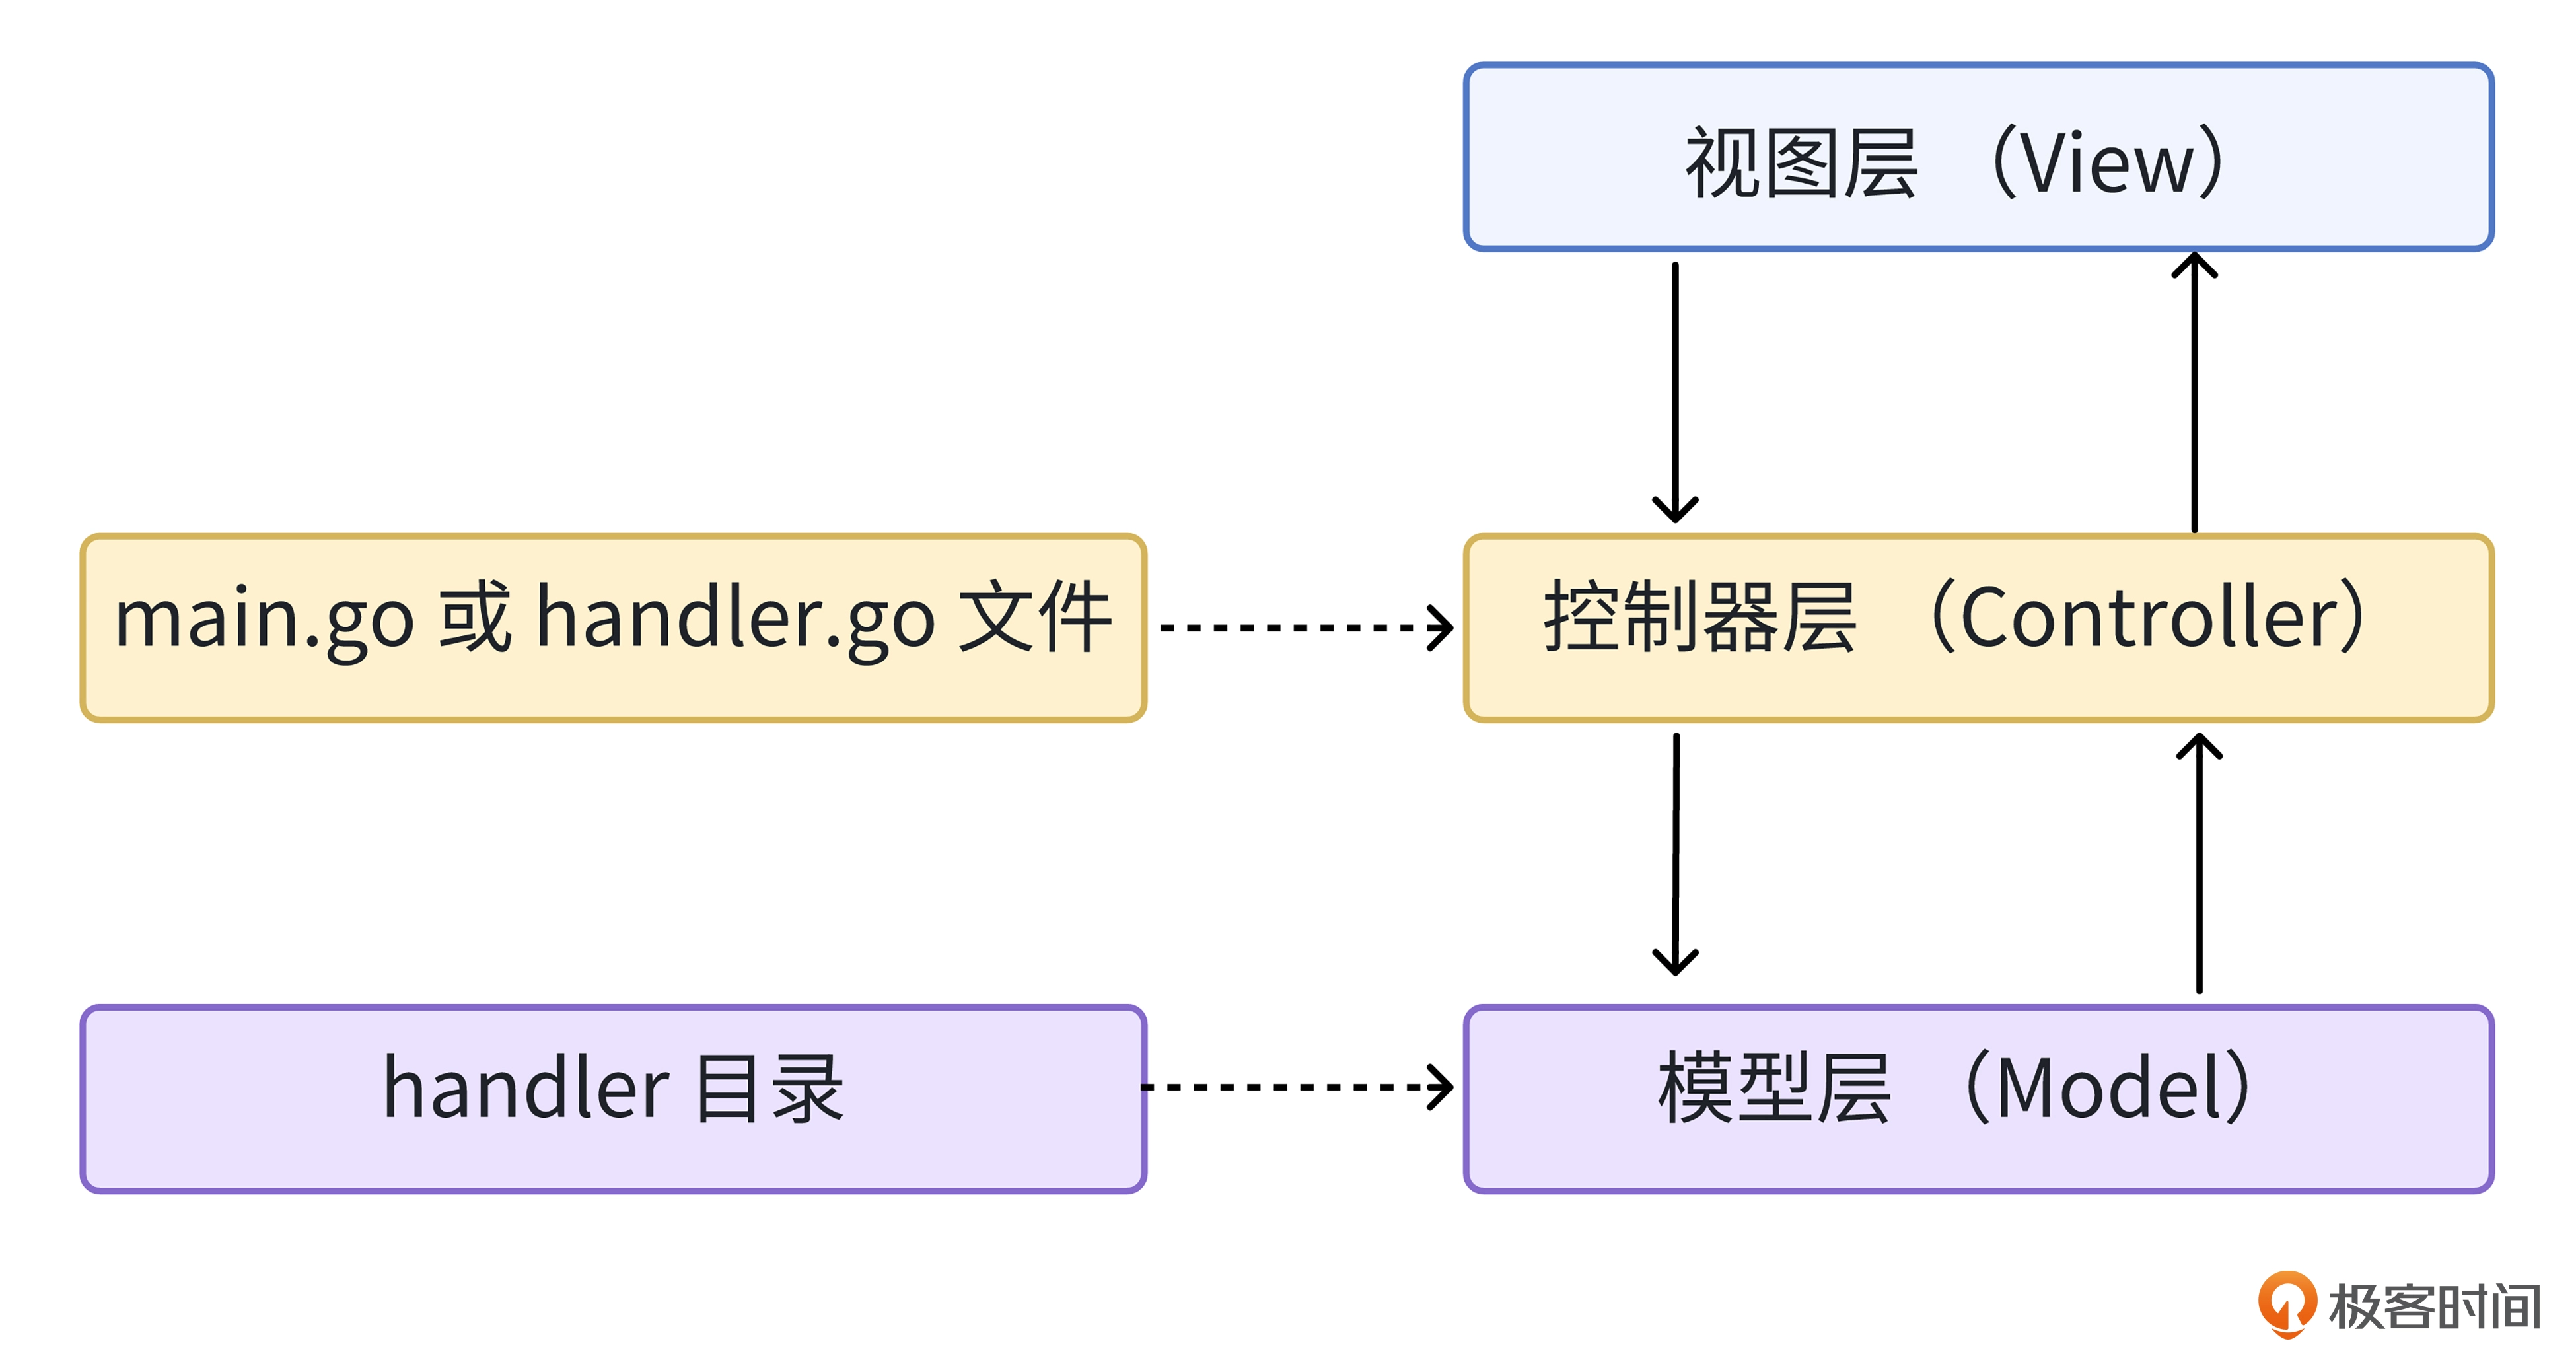 视图层 （View）
main.go 或 handler.go 文件
控制器层 （Controller）
handler 目录
模型层 （Model）
极客时间